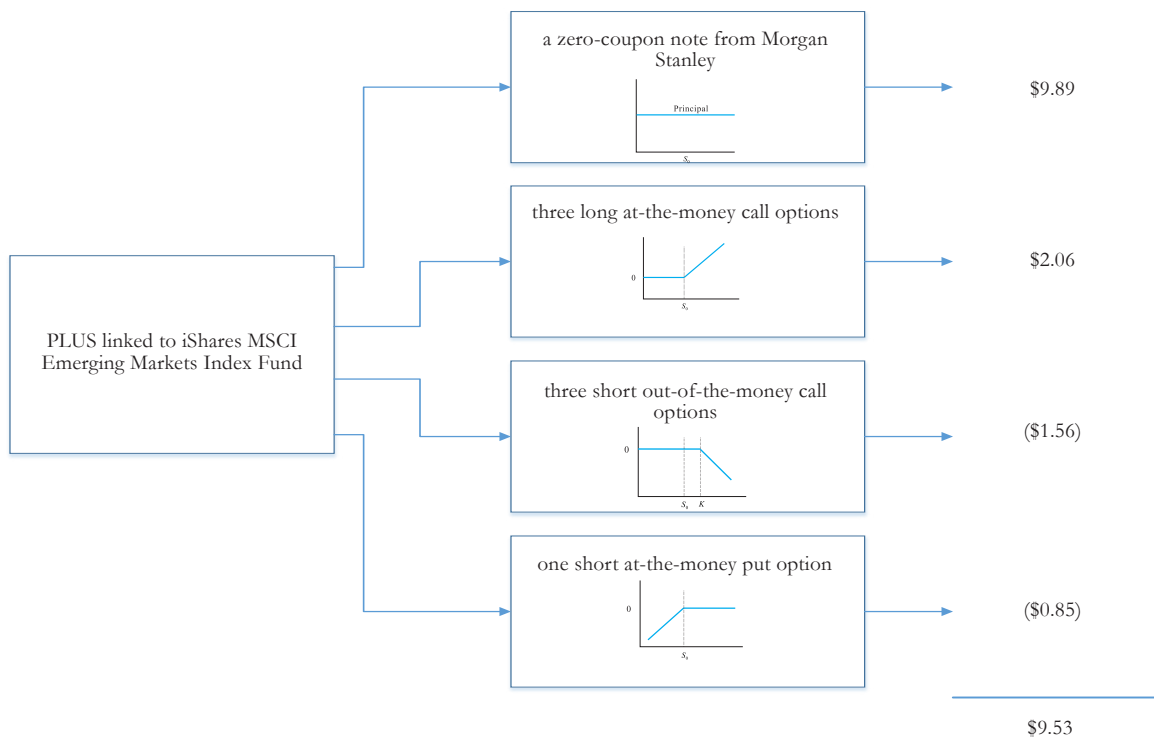 PLUS linked to iShares MSCI
Emerging Markets Index Fund
a zero-coupon note from Morgan
Stanley
Principal
S₀
$9.89
three long at-the-money call options
0
S₀
$2.06
three short out-of-the-money call
options
0
S₀ K
($1.56)
one short at-the-money put option
0
S₀
($0.85)
$9.53